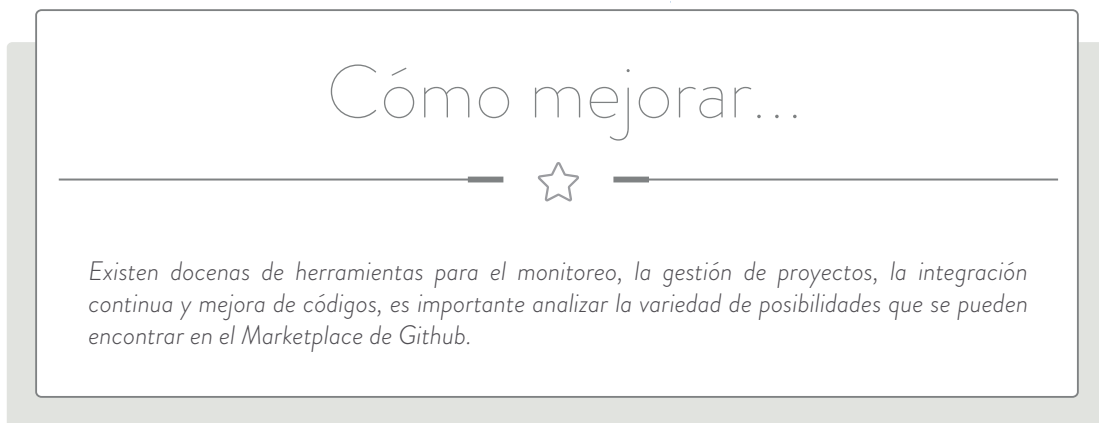 Cómo mejorar...
Existen docenas de herramientas para el monitoreo, la gestión de proyectos, la integración
continua y mejora de códigos, es importante analizar la variedad de posibilidades que se pueden
encontrar en el Marketplace de Github.